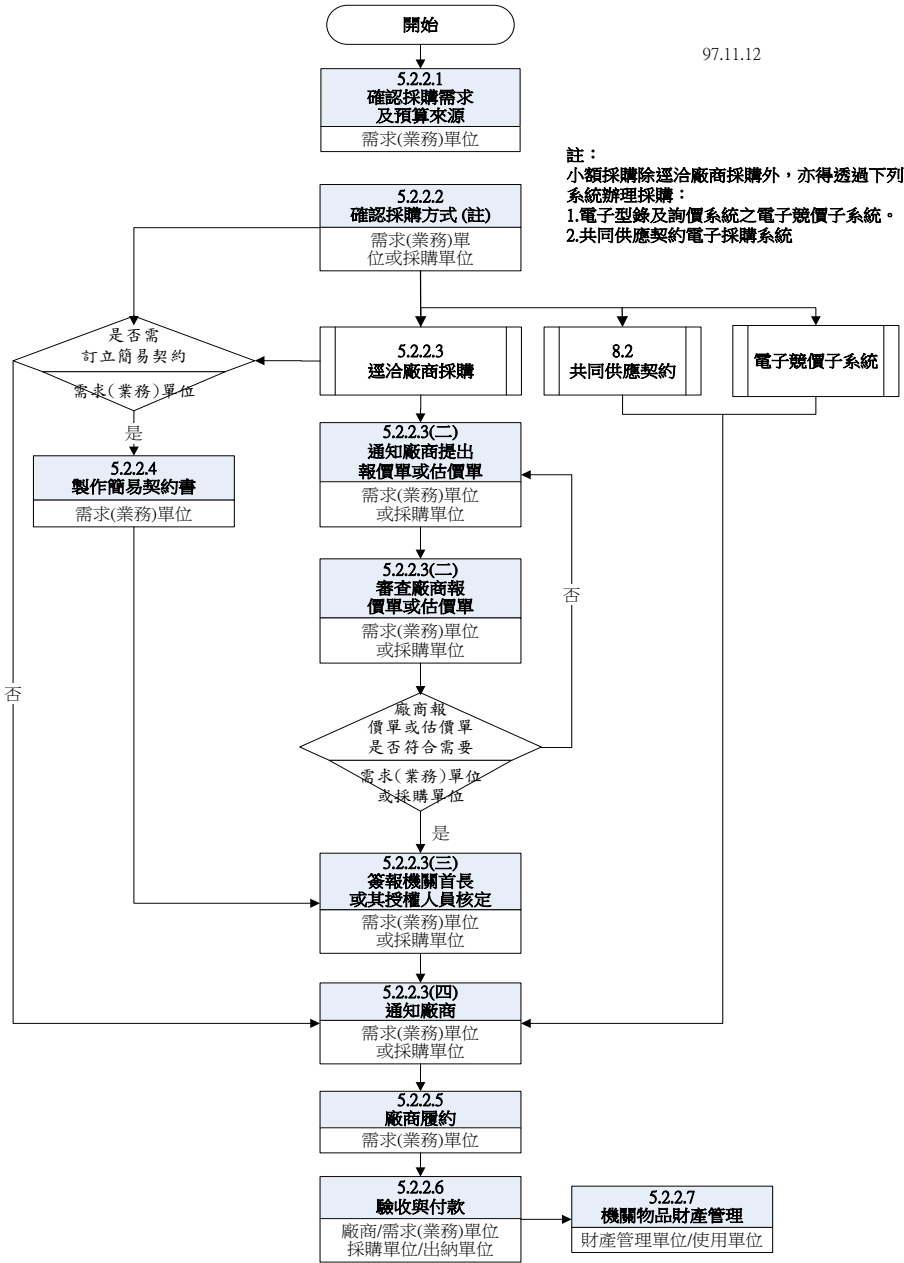 開始
97.11.12
5.2.2.1
確認採購需求
及預算來源
需求(業務)單位
註：
小額採購除逕洽廠商採購外，亦得透過下列
系統辦理採購：
1.電子型錄及詢價系統之電子競價子系統。
2.共同供應契約電子採購系統
5.2.2.2
確認採購方式 (註)
需求(業務)單
位或採購單位
是否需
訂立簡易契約
需求(業務)單位
5.2.2.3
逕洽廠商採購
8.2
共同供應契約
電子競價子系統
是
5.2.2.4
製作簡易契約書
需求(業務)單位
5.2.2.3(二)
通知廠商提出
報價單或估價單
需求(業務)單位
或採購單位
5.2.2.3(二)
審查廠商報
價單或估價單
需求(業務)單位
或採購單位
否
否
廠商報
價單或估價單
是否符合需要
需求(業務)單位
或採購單位
是
5.2.2.3(三)
簽報機關首長
或其授權人員核定
需求(業務)單位
或採購單位
5.2.2.3(四)
通知廠商
需求(業務)單位
或採購單位
5.2.2.5
廠商履約
需求(業務)單位
5.2.2.6
驗收與付款
廠商/需求(業務)單位
採購單位/出納單位
5.2.2.7
機關物品財產管理
財產管理單位/使用單位